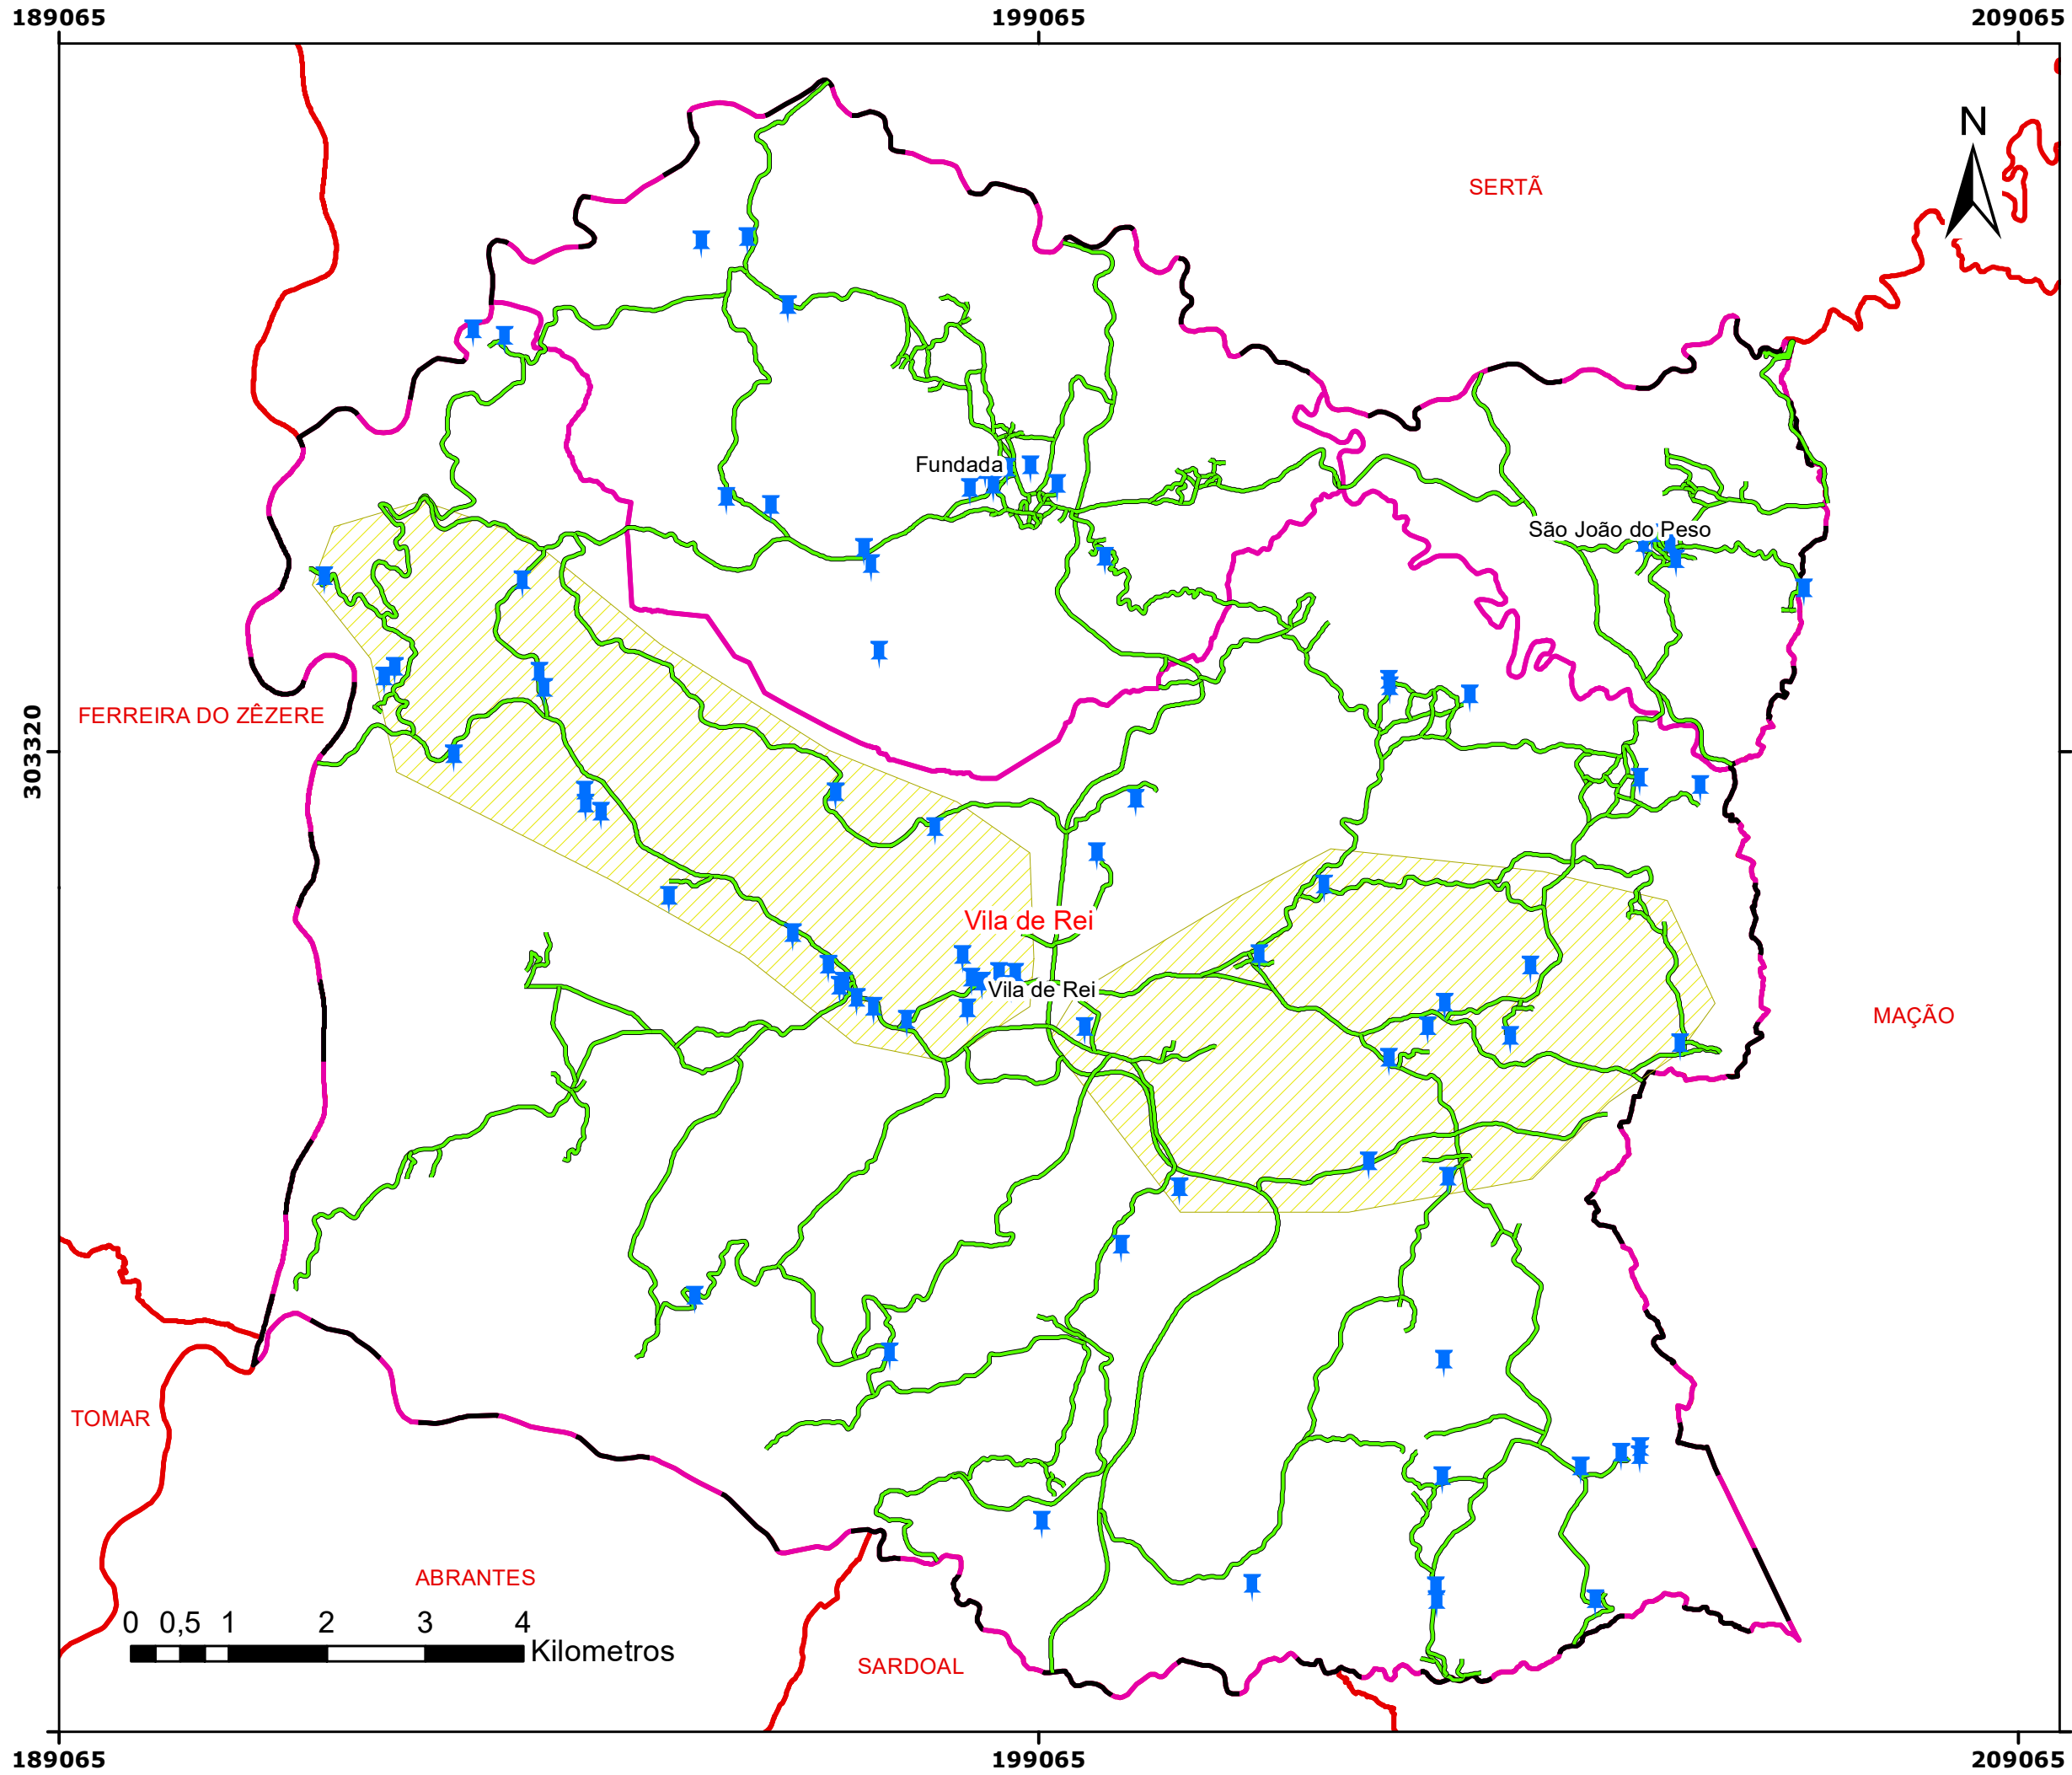 189065
199065
209065
N
SERTÃ
Fundada
São João do Peso
FERREIRA DO ZÊZERE
303320
Vila de Rei
Vila de Rei
MAÇÃO
TOMAR
ABRANTES
0 0,5 1 2 3 4
Kilometros
SARDOAL
189065
199065
209065